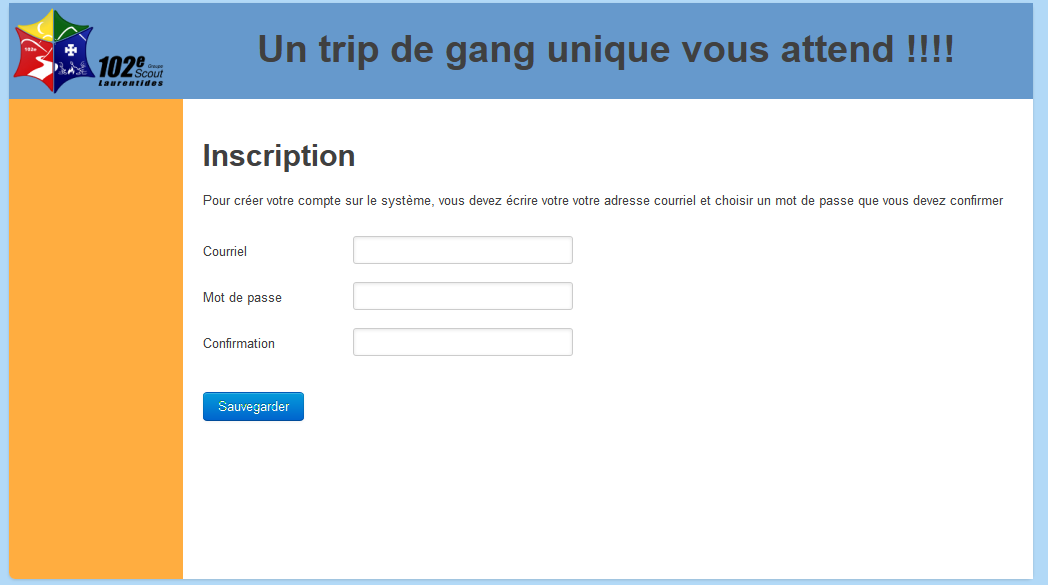 Un trip de gang unique vous attend !!!!
102e
102e
Groupe
Scout
Laurentides
Inscription
Pour créer votre compte sur le système, vous devez écrire votre votre adresse courriel et choisir un mot de passe que vous devez confirmer
Courriel
Mot de passe
Confirmation
Sauvegarder